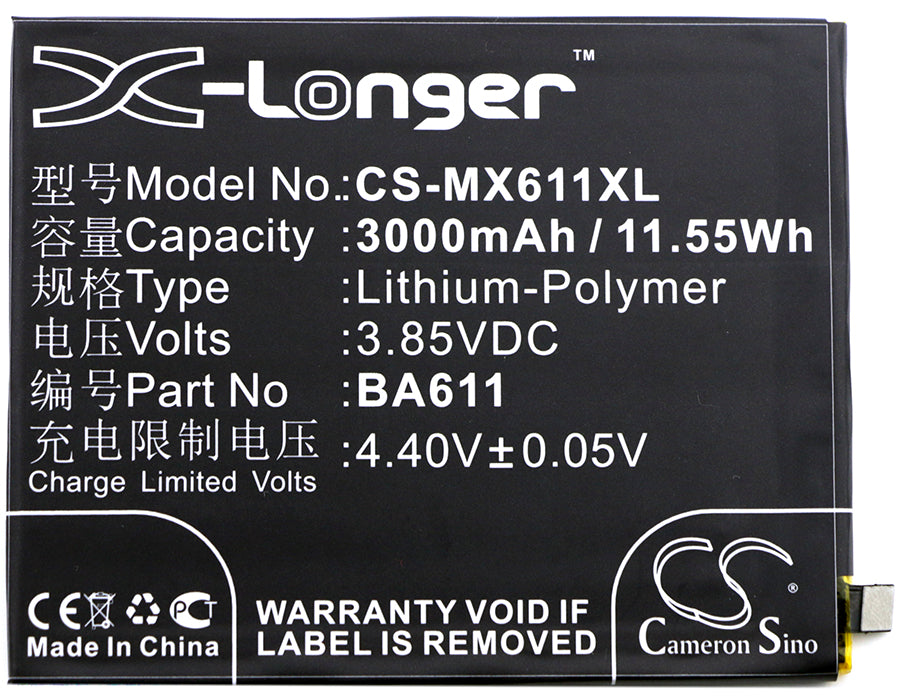 X-Longer™
型号Model No.:CS-MX611XL
容量Capacity :3000mAh / 11.55Wh
规格Type :Lithium-Polymer
电压Volts :3.85VDC
编号Part No :BA611
充电限制电压 :4.40V±0.05V
Charge Limited Volts
CE PCT
Made In China
WARRANTY VOID IF
LABEL IS REMOVED
CS®
Cameron Sino